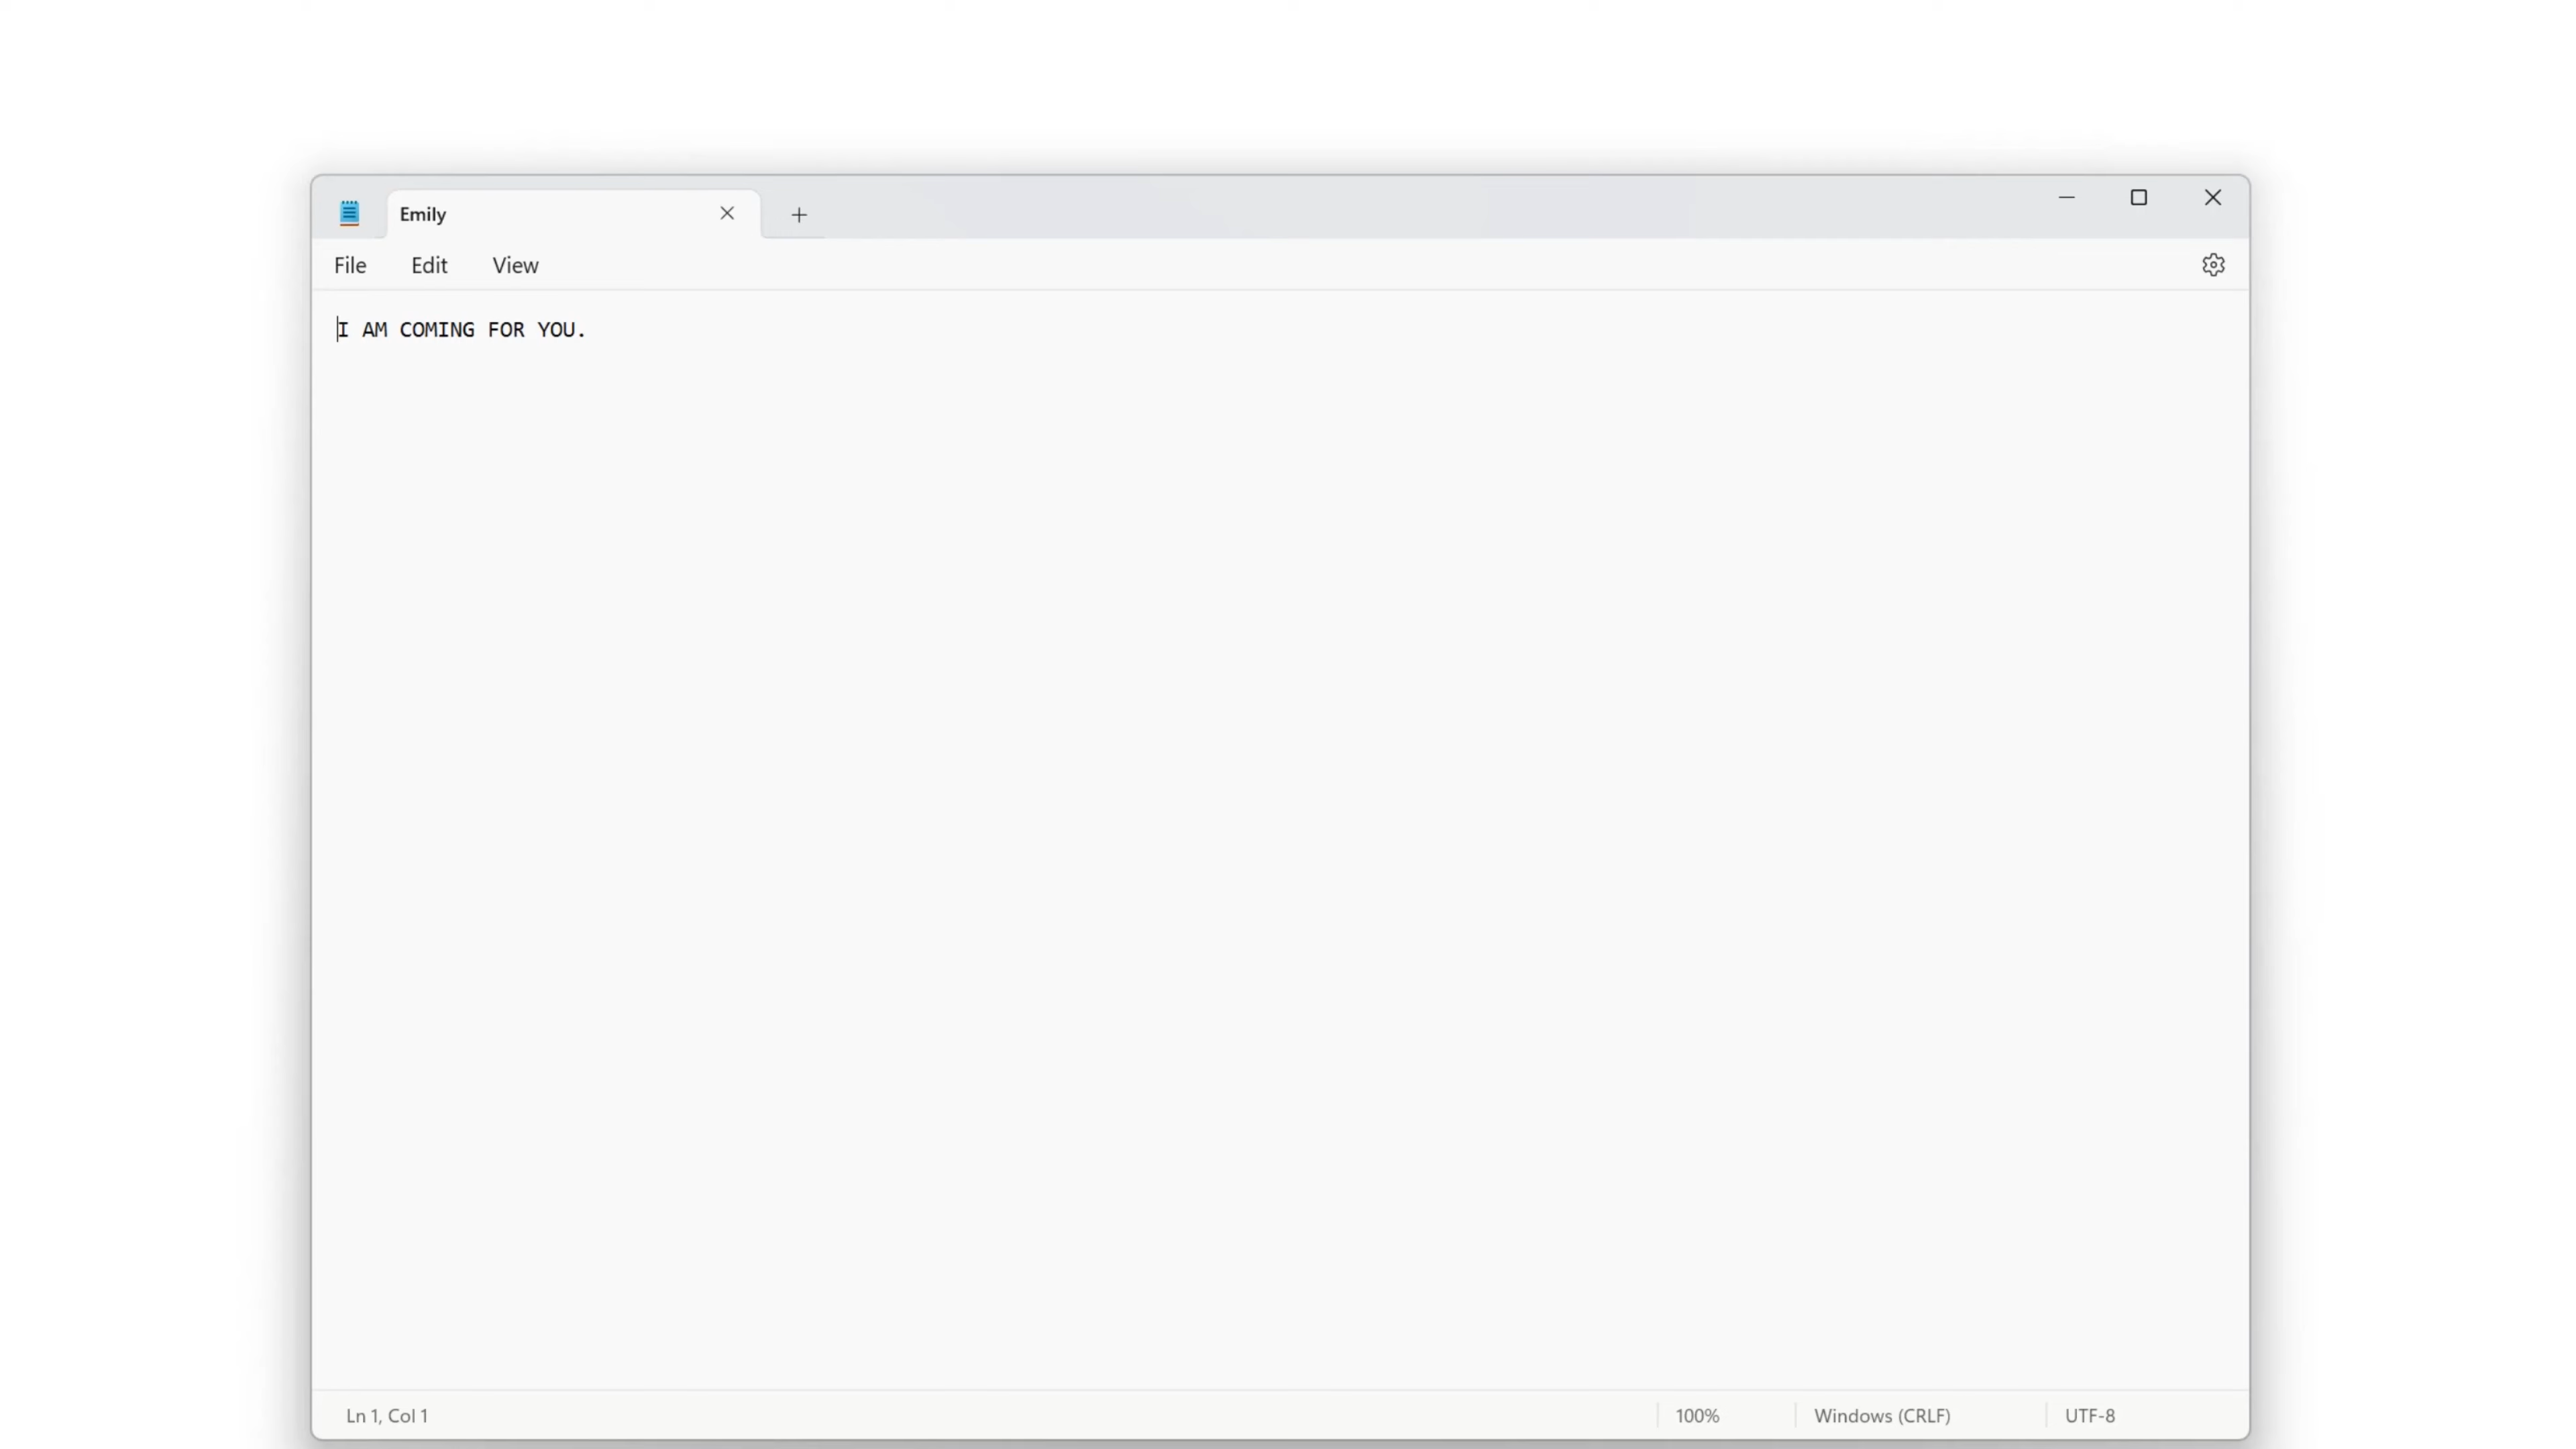 Emily
File Edit View
I AM COMING FOR YOU.
Ln 1, Col 1 100% Windows (CRLF) UTF-8